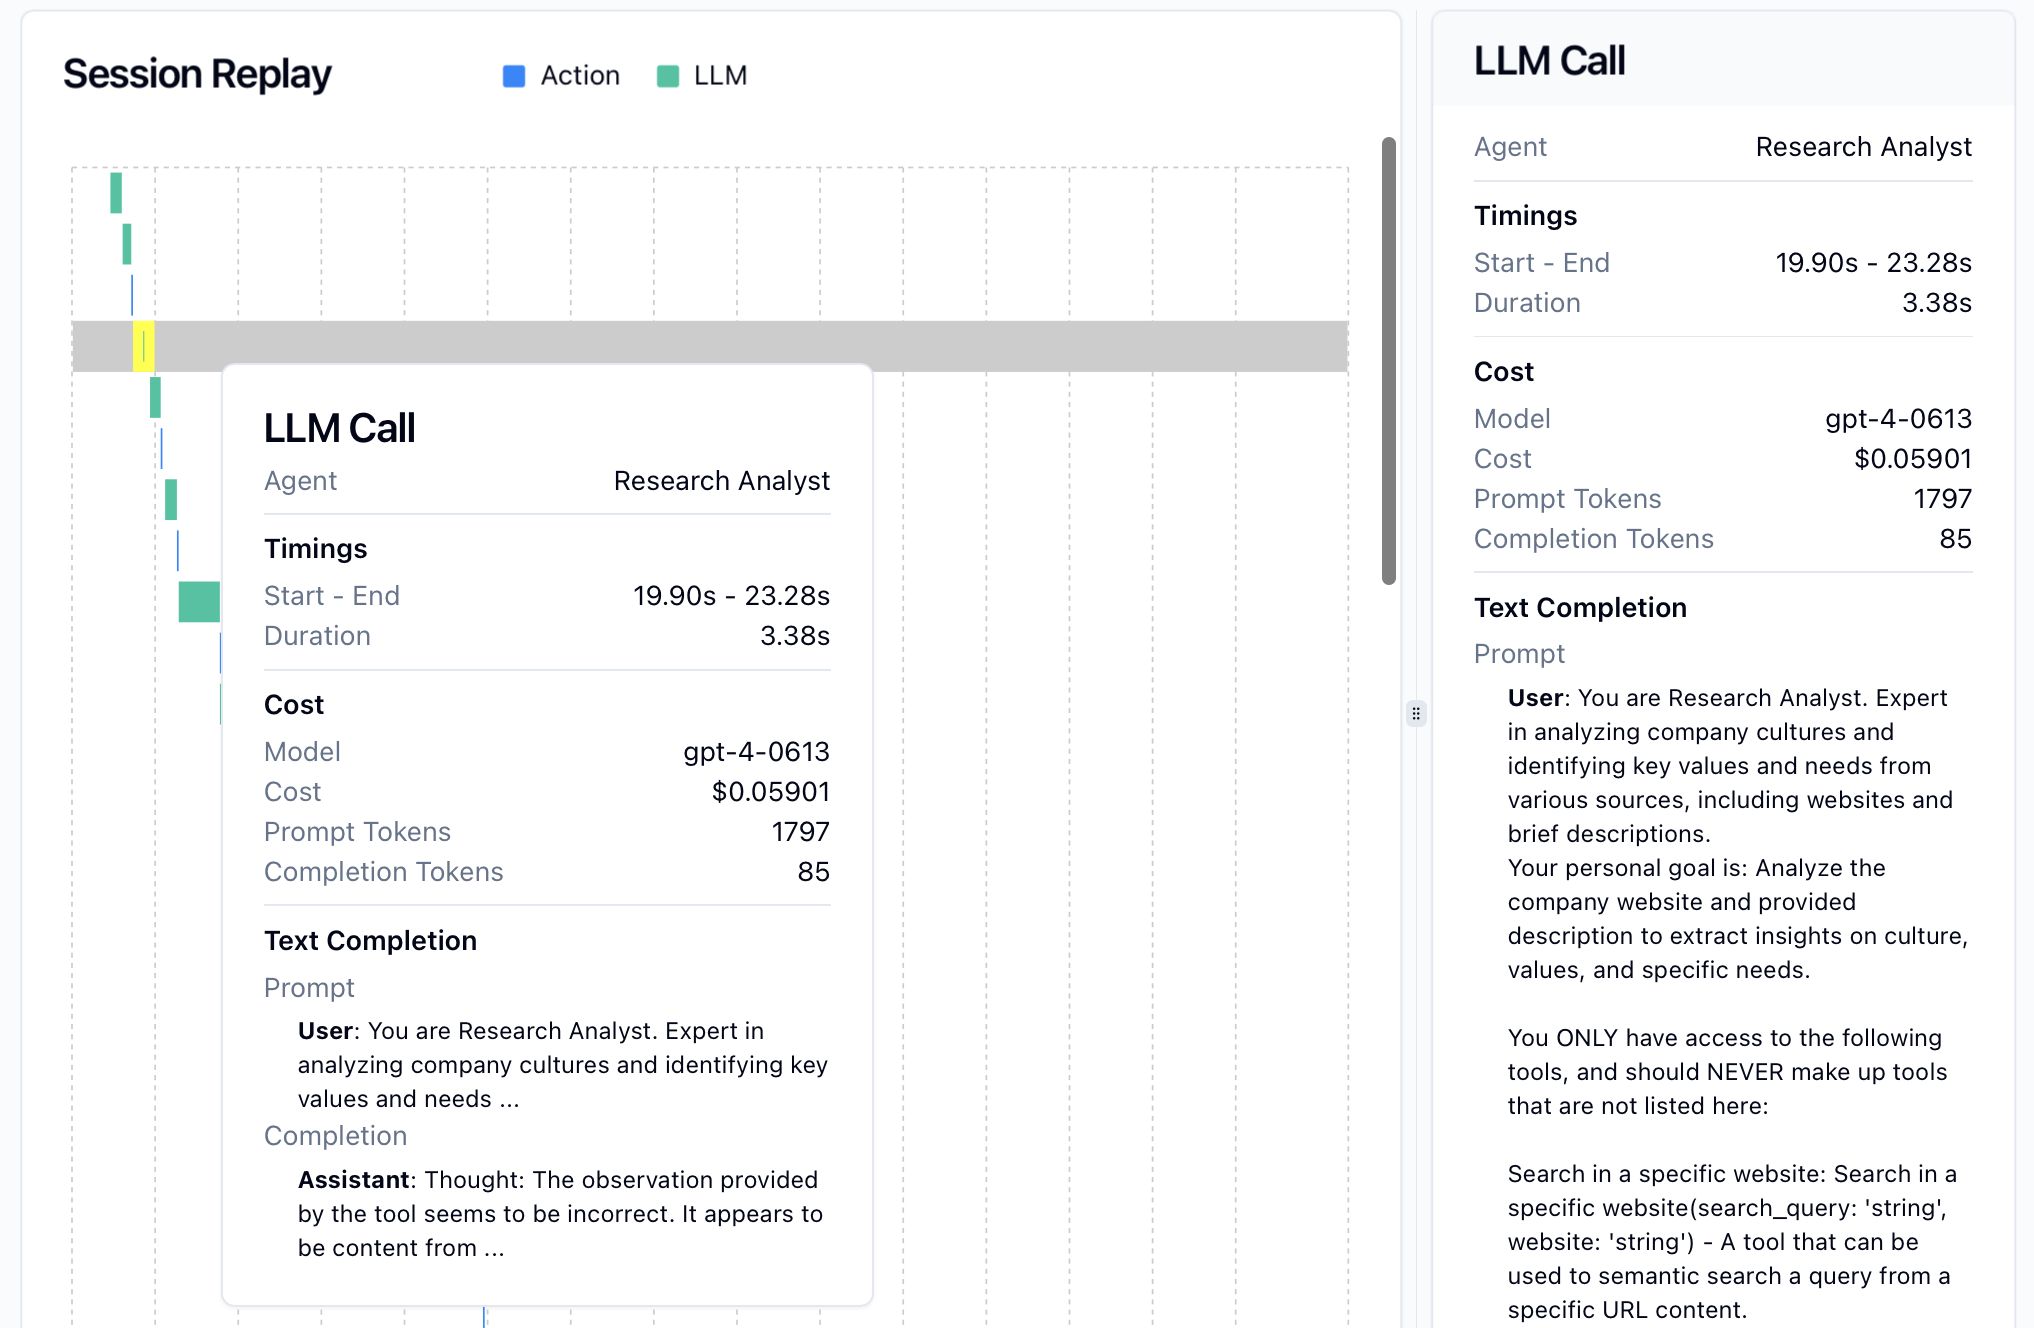 Session Replay
Action
LLM
LLM Call
Agent
Research Analyst
Timings
Start - End
19.90s - 23.28s
Duration
3.38s
Cost
Model
gpt-4-0613
Cost
$0.05901
Prompt Tokens
1797
Completion Tokens
85
Text Completion
Prompt
User: You are Research Analyst. Expert in
analyzing company cultures and identifying key
values and needs ...
Completion
Assistant: Thought: The observation provided
by the tool seems to be incorrect. It appears to
be content from ...
LLM Call
Agent
Research Analyst
Timings
Start - End
19.90s - 23.28s
Duration
3.38s
Cost
Model
gpt-4-0613
Cost
$0.05901
Prompt Tokens
1797
Completion Tokens
85
Text Completion
Prompt
User: You are Research Analyst. Expert
in analyzing company cultures and
identifying key values and needs from
various sources, including websites and
brief descriptions.
Your personal goal is: Analyze the
company website and provided
description to extract insights on culture,
values, and specific needs.
You ONLY have access to the following
tools, and should NEVER make up tools
that are not listed here:
Search in a specific website: Search in a
specific website(search_query: 'string',
website: 'string') - A tool that can be
used to semantic search a query from a
specific URL content.